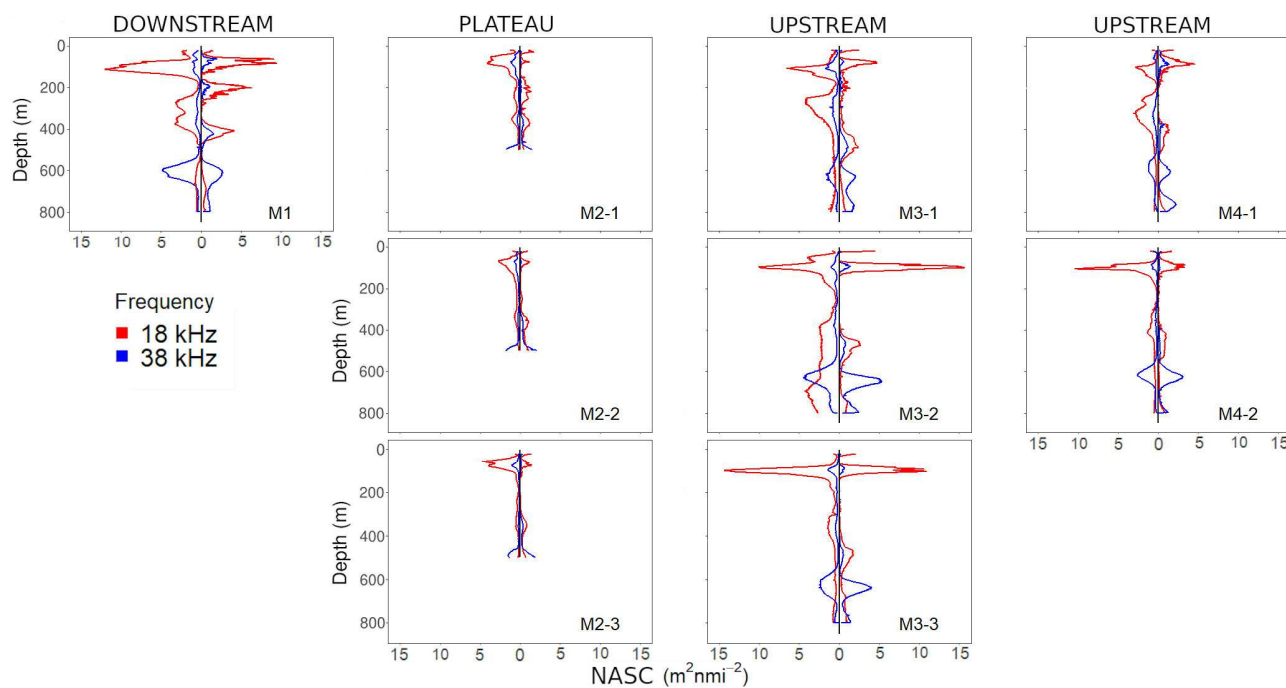 DOWNSTREAM PLATEAU UPSTREAM UPSTREAM
0
200
400
600
800
Depth (m)
M1 M2-1 M3-1 M4-1
15 10 5 0 5 10 15
Frequency
18 kHz
38 kHz
0
200
400
600
800
Depth (m)
M2-2 M3-2 M4-2
15 10 5 0 5 10 15
0
200
400
600
800
Depth (m)
M2-3 M3-3
15 10 5 0 5 10 15 15 10 5 0 5 10 15
NASC (m²nmi⁻²)